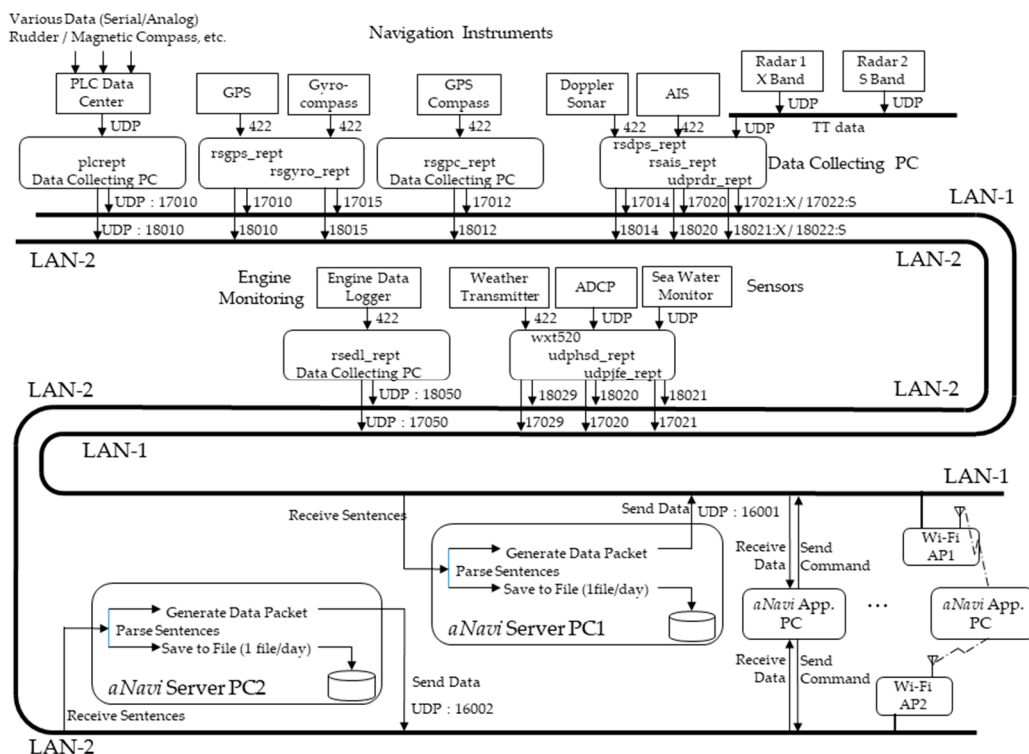 Various Data (Serial/Analog)
Rudder / Magnetic Compass, etc.
Navigation Instruments
PLC Data
Center
GPS
Gyro-
compass
GPS
Compass
Doppler
Sonar
AIS
Radar 1
X Band
Radar 2
S Band
UDP
422
422
422
422
422
UDP
UDP
UDP
TT data
plcrept
Data Collecting PC
rsgps_rept
rsgyro_rept
rsgpc_rept
Data Collecting PC
rsdps_rept
rsais_rept
udprdr_rept
Data Collecting PC
UDP : 17010
17010
17015
17012
17014
17020
17021:X / 17022:S
LAN-1
UDP : 18010
18010
18015
18012
18014
18020
18021:X / 18022:S
LAN-2
LAN-2
Engine
Monitoring
Engine Data
Logger
Weather
Transmitter
ADCP
Sea Water
Monitor
Sensors
422
422
UDP
UDP
rsedl_rept
Data Collecting PC
wxt520
udphsd_rept
udpjfe_rept
LAN-2
UDP : 18050
18029
18020
18021
LAN-2
UDP : 17050
17029
17020
17021
LAN-1
LAN-1
Receive Sentences
Send Data
UDP : 16001
Generate Data Packet
Parse Sentences
Save to File (1file/day)
aNavi Server PC1
Receive
Data
Send
Command
Wi-Fi
AP1
aNavi App.
PC
...
aNavi App.
PC
Generate Data Packet
Parse Sentences
Save to File (1 file/day)
aNavi Server PC2
Receive Sentences
Send Data
UDP : 16002
Receive
Data
Send
Command
Wi-Fi
AP2
LAN-2